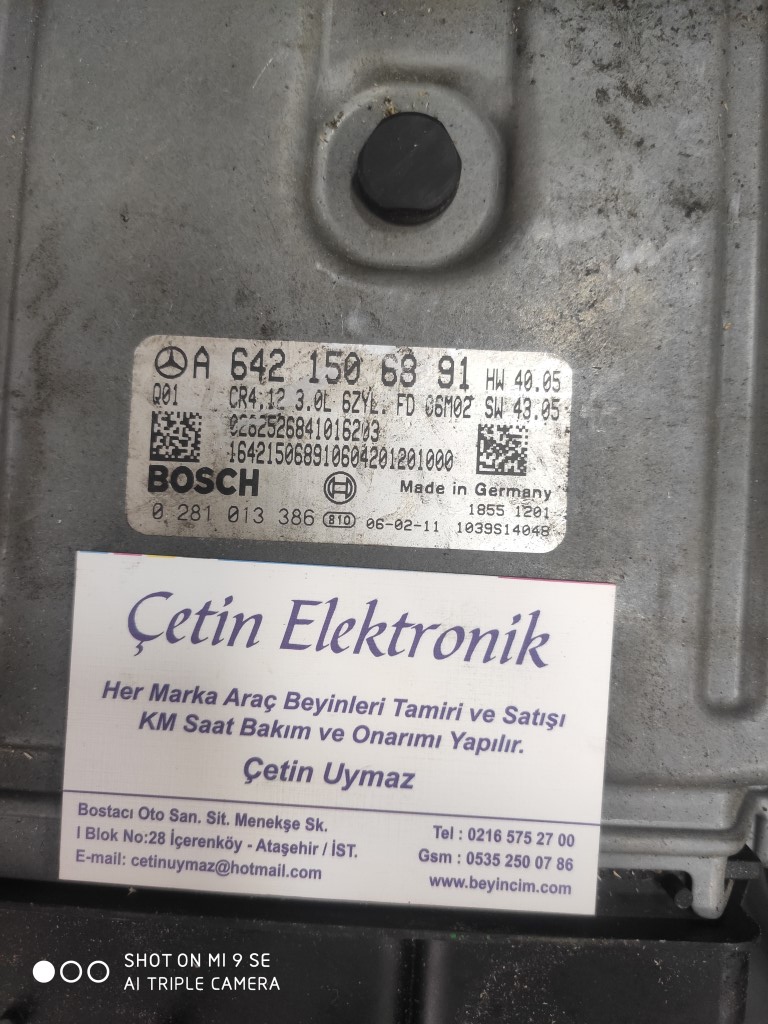 A 642 150 68 91 HW 40.05
Q01 CR4.12 3.0L 6ZYL. FD 06M02 SW 43.05
0262526841016203
164215068910604201201000
BOSCH Made in Germany
1855 1201
0 281 013 386 810 06-02-11 1039S14048
Çetin Elektronik
Her Marka Araç Beyinleri Tamiri ve Satışı
KM Saat Bakım ve Onarımı Yapılır.
Çetin Uymaz
Bostacı Oto San. Sit. Menekşe Sk.
I Blok No:28 İçerenköy - Ataşehir / İST.
E-mail: cetinuymaz@hotmail.com
Tel : 0216 575 27 00
Gsm : 0535 250 07 86
www.beyincim.com
SHOT ON MI 9 SE
AI TRIPLE CAMERA